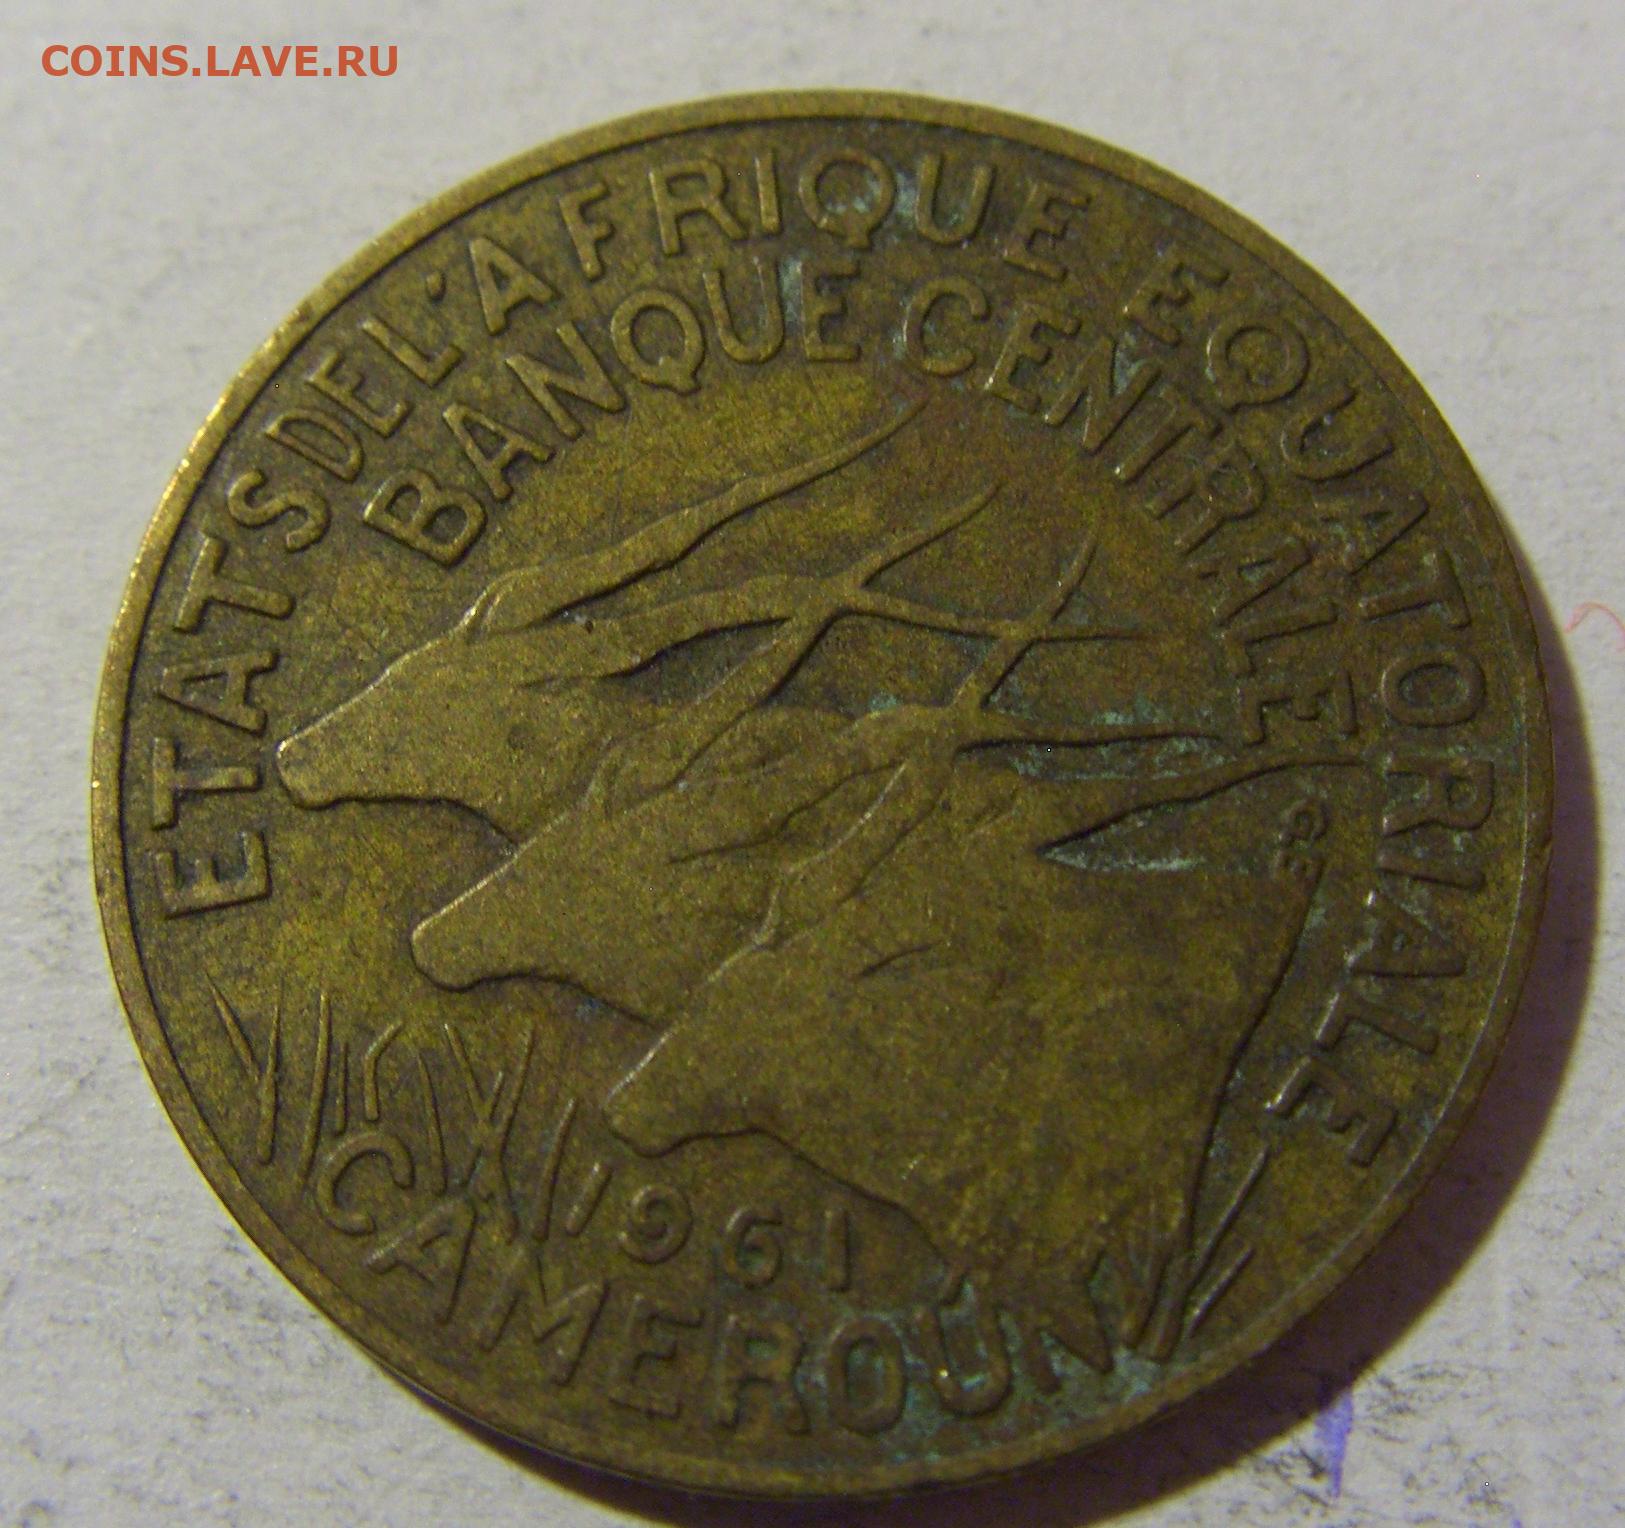 COINS.LAVE.RU
ETATS DE L'AFRIQUE EQUATORIALE
BANQUE CENTRALE
1961
CAMEROUN